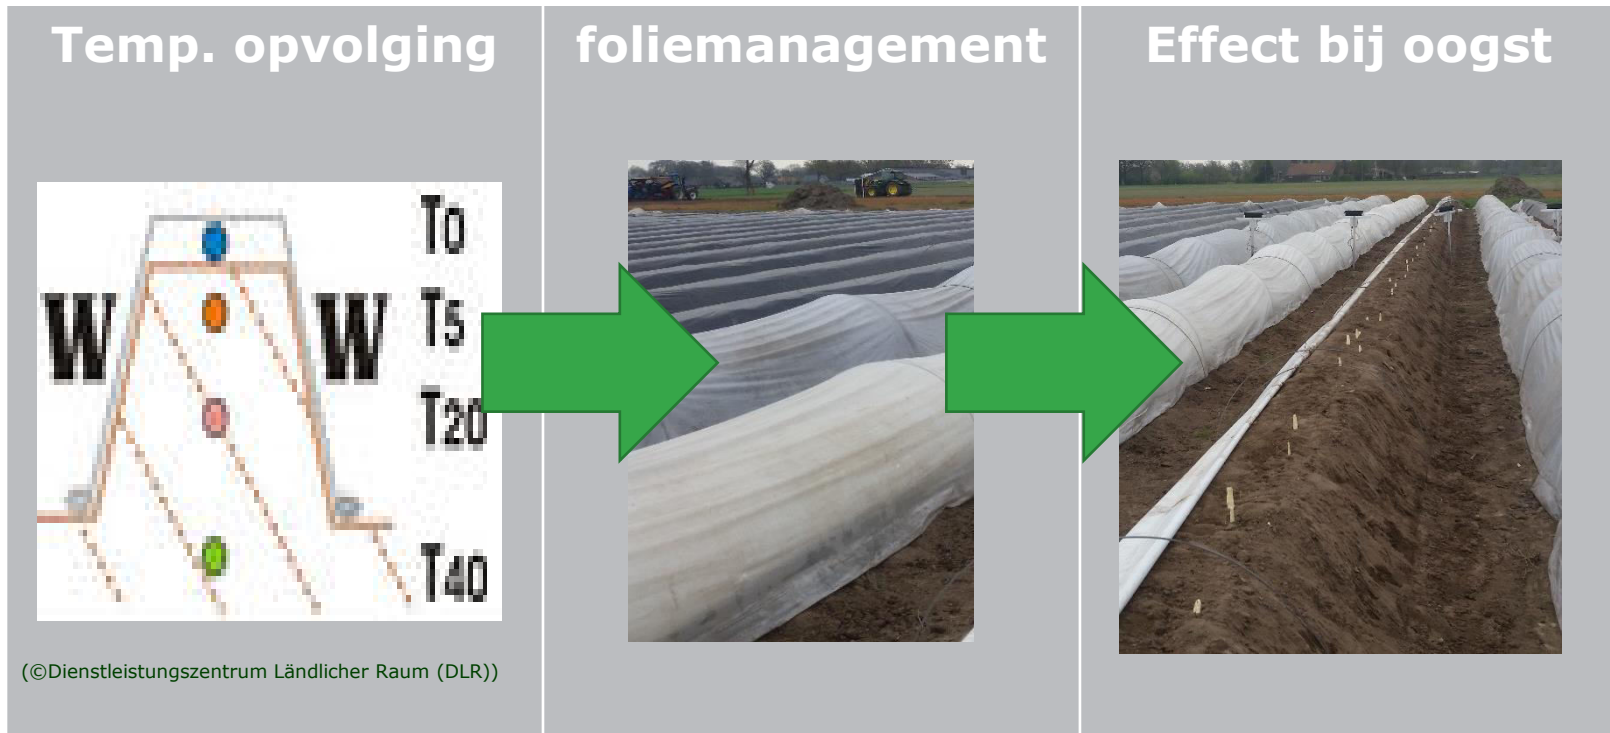 Temp. opvolging
foliemanagement
Effect bij oogst
T0
T5
W W
T20
T40
(©Dienstleistungszentrum Ländlicher Raum (DLR))